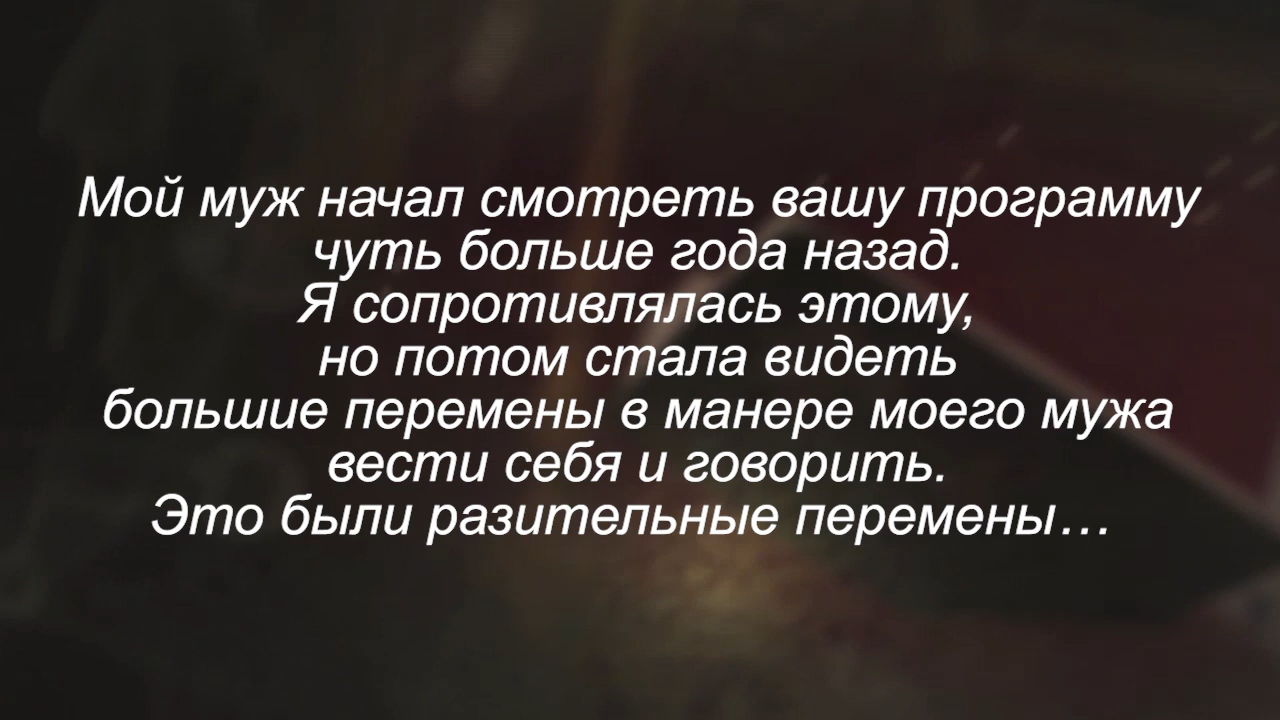 Мой муж начал смотреть вашу программу
чуть больше года назад.
Я сопротивлялась этому,
но потом стала видеть
большие перемены в манере моего мужа
вести себя и говорить.
Это были разительные перемены…